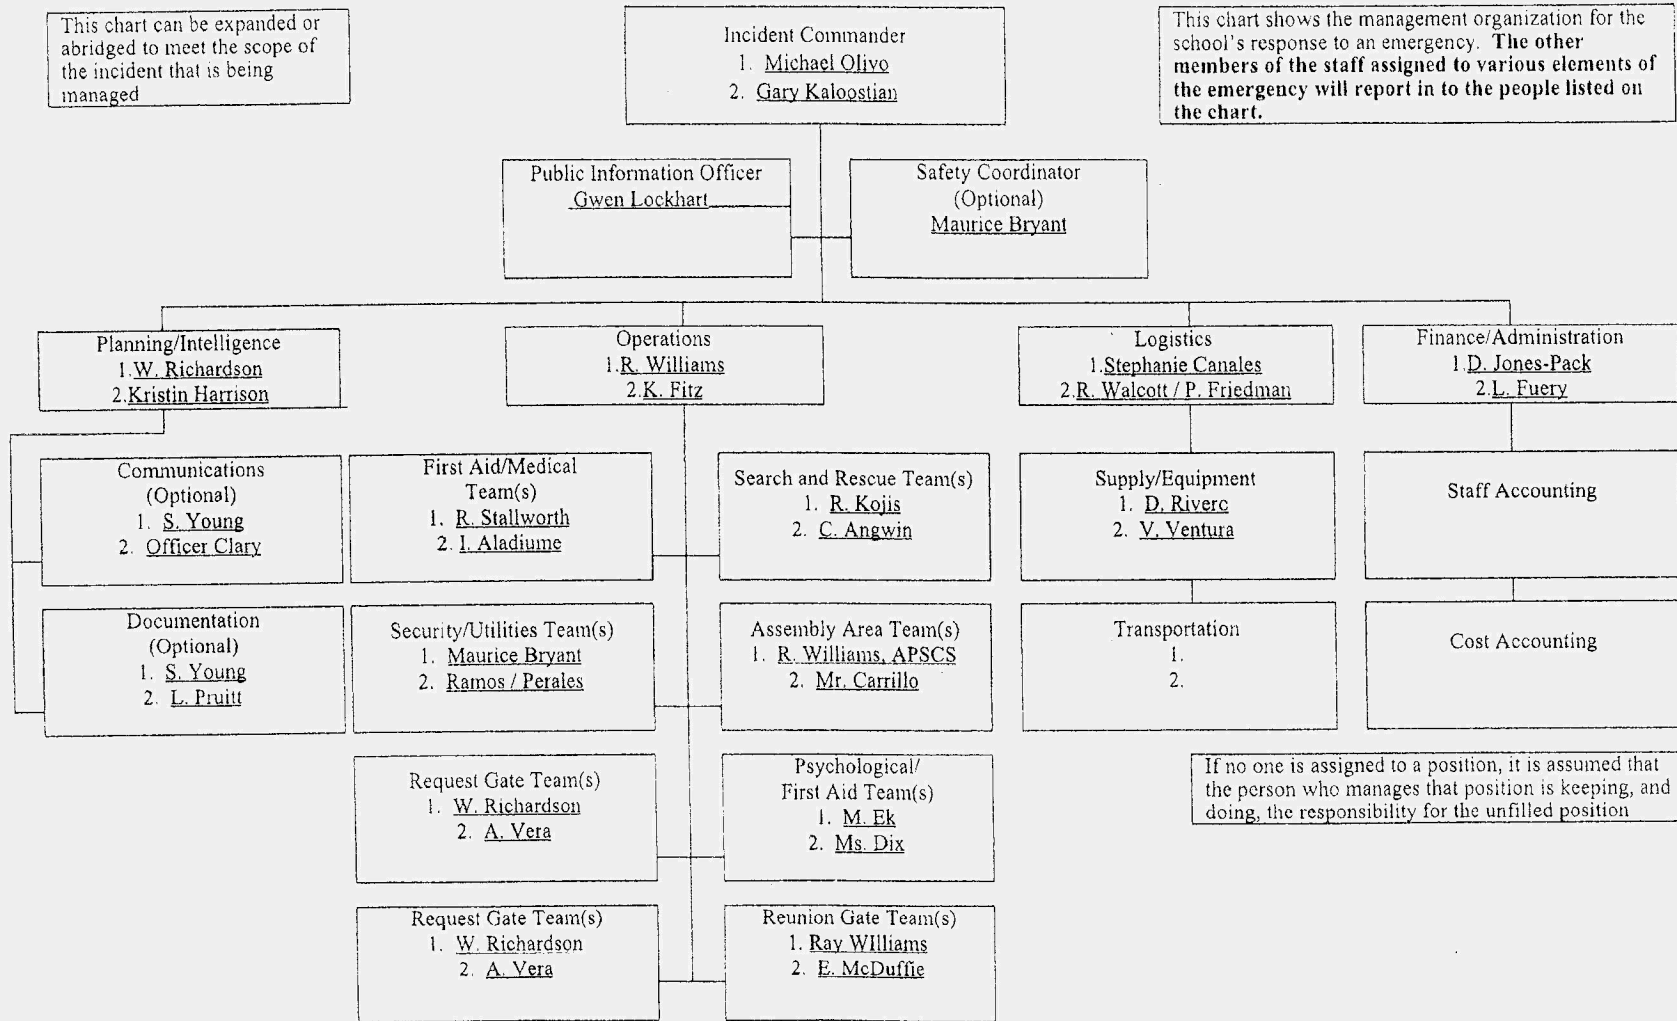 This chart can be expanded or
abridged to meet the scope of
the incident that is being
managed
Incident Commander
1. Michael Olivo
2. Gary Kaloostian
This chart shows the management organization for the
school's response to an emergency. The other
members of the staff assigned to various elements of
the emergency will report in to the people listed on
the chart.
Public Information Officer
Gwen Lockhart
Safety Coordinator
(Optional)
Maurice Bryant
Planning/Intelligence
1.W. Richardson
2.Kristin Harrison
Operations
1.R. Williams
2.K. Fitz
Logistics
1.Stephanie Canales
2.R. Walcott / P. Friedman
Finance/Administration
1.D. Jones-Pack
2.L. Fuery
Communications
(Optional)
1. S. Young
2. Officer Clary
First Aid/Medical
Team(s)
1. R. Stallworth
2. I. Aladiume
Search and Rescue Team(s)
1. R. Kojis
2. C. Angwin
Supply/Equipment
1. D. Riverc
2. V. Ventura
Staff Accounting
Documentation
(Optional)
1. S. Young
2. L. Pruitt
Security/Utilities Team(s)
1. Maurice Bryant
2. Ramos / Perales
Assembly Area Team(s)
1. R. Williams, APSCS
2. Mr. Carrillo
Transportation
1.
2.
Cost Accounting
Request Gate Team(s)
1. W. Richardson
2. A. Vera
Psychological/
First Aid Team(s)
1. M. Ek
2. Ms. Dix
If no one is assigned to a position, it is assumed that
the person who manages that position is keeping, and
doing, the responsibility for the unfilled position
Request Gate Team(s)
1. W. Richardson
2. A. Vera
Reunion Gate Team(s)
1. Ray WIlliams
2. E. McDuffie